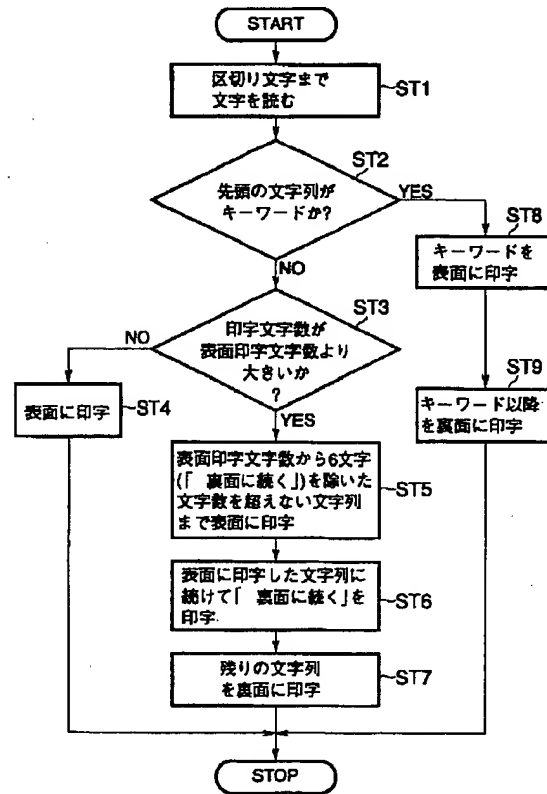 START
区切り文字まで
文字を読む
ST1
ST2
先頭の文字列が
キーワードか?
YES
NO
ST8
キーワードを
表面に印字
ST3
印字文字数が
表面印字文字数より
大きいか
?
NO
YES
ST4
表面に印字
ST9
キーワード以降
を裏面に印字
表面印字文字数から6文字
(「 裏面に続く」)を除いた
文字数を超えない文字列
まで表面に印字
ST5
表面に印字した文字列に
続けて「 裏面に続く」を
印字
ST6
残りの文字列
を裏面に印字
ST7
STOP